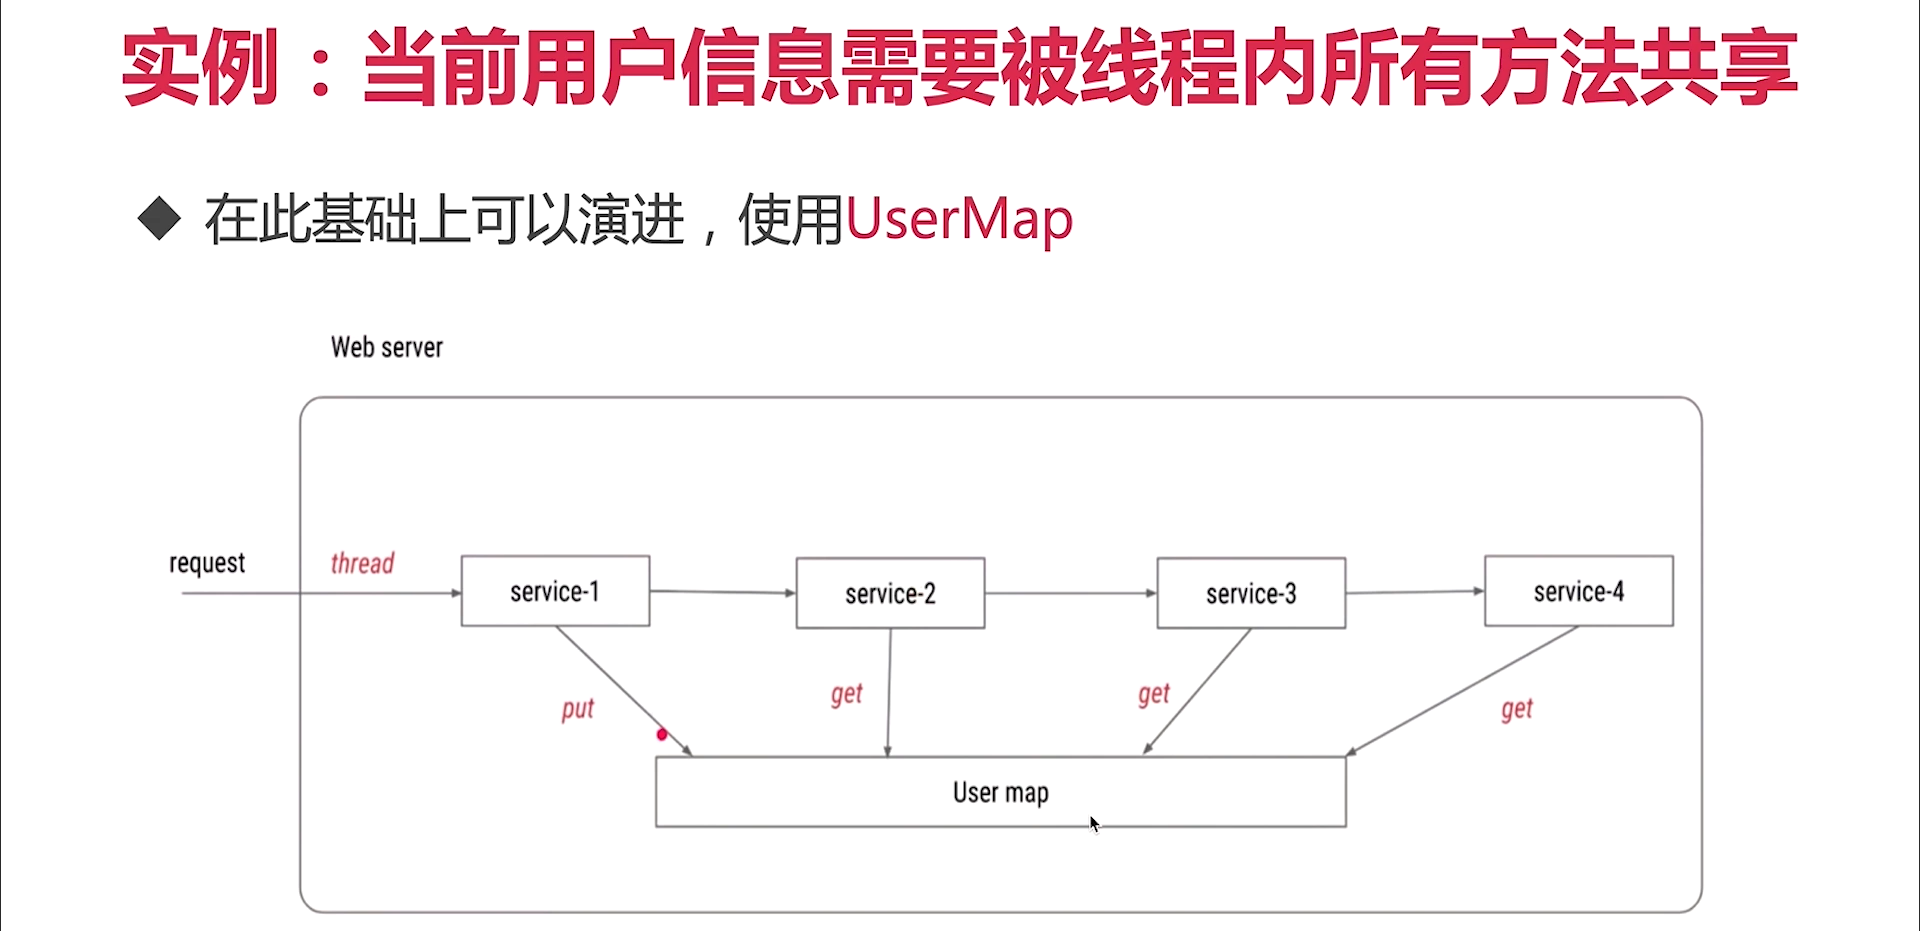 实例：当前用户信息需要被线程内所有方法共享
◆ 在此基础上可以演进，使用UserMap
Web server
request
thread
service-1
service-2
service-3
service-4
put
get
get
get
User map